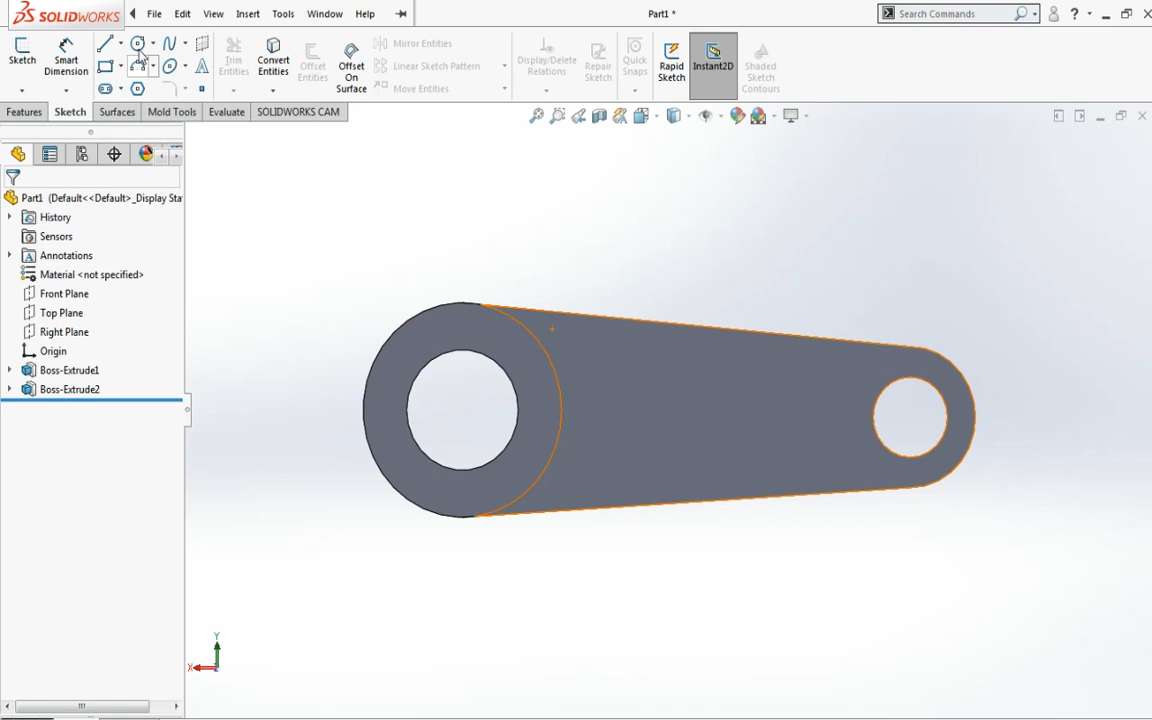 SOLIDWORKS File Edit View Insert Tools Window Help Part1 * Search Commands ?
Sketch Smart Dimension Trim Entities Convert Entities Offset Entities Offset On Surface Mirror Entities Linear Sketch Pattern Move Entities Display/Delete Relations Repair Sketch Quick Snaps Rapid Sketch Instant2D Shaded Sketch Contours
Features Sketch Surfaces Mold Tools Evaluate SOLIDWORKS CAM
Part1 (Default<<Default>_Display Sta
History
Sensors
Annotations
Material <not specified>
Front Plane
Top Plane
Right Plane
Origin
Boss-Extrude1
Boss-Extrude2
Y
X